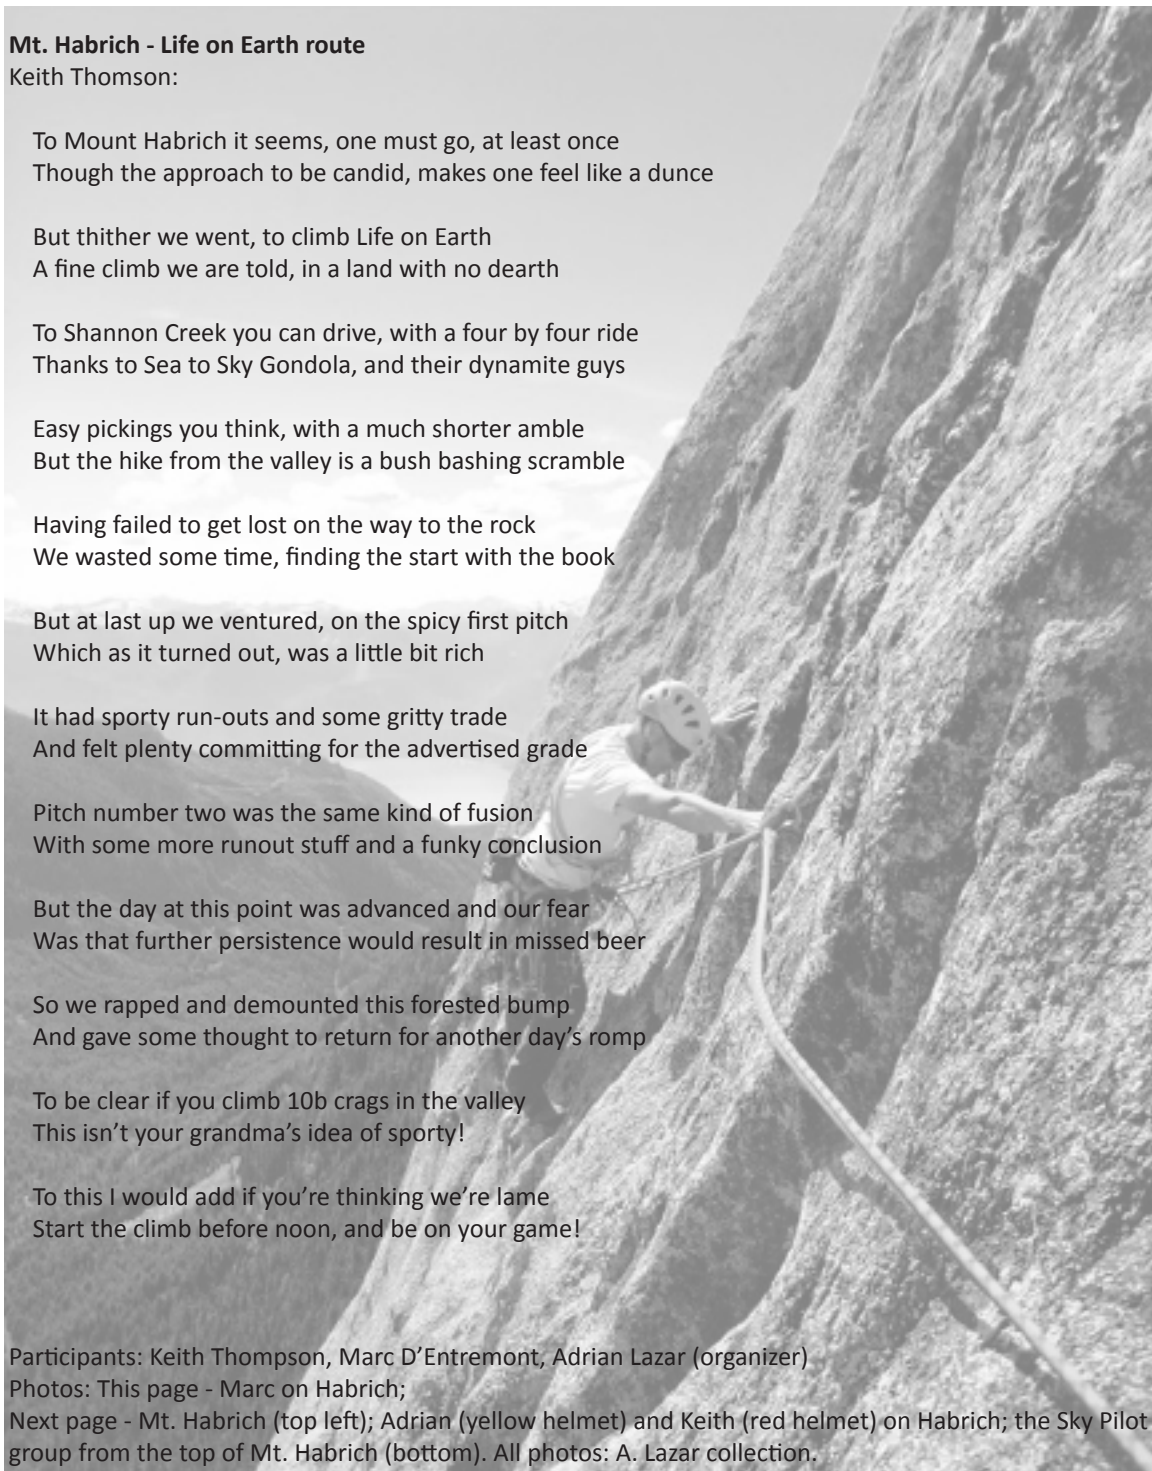 Mt. Habrich - Life on Earth route
Keith Thomson:
To Mount Habrich it seems, one must go, at least once
Though the approach to be candid, makes one feel like a dunce
But thither we went, to climb Life on Earth
A fine climb we are told, in a land with no dearth
To Shannon Creek you can drive, with a four by four ride
Thanks to Sea to Sky Gondola, and their dynamite guys
Easy pickings you think, with a much shorter amble
But the hike from the valley is a bush bashing scramble
Having failed to get lost on the way to the rock
We wasted some time, finding the start with the book
But at last up we ventured, on the spicy first pitch
Which as it turned out, was a little bit rich
It had sporty run-outs and some gritty trade
And felt plenty committing for the advertised grade
Pitch number two was the same kind of fusion
With some more runout stuff and a funky conclusion
But the day at this point was advanced and our fear
Was that further persistence would result in missed beer
So we rapped and demounted this forested bump
And gave some thought to return for another day's romp
To be clear if you climb 10b crags in the valley
This isn't your grandma's idea of sporty!
To this I would add if you're thinking we're lame
Start the climb before noon, and be on your game!
Participants: Keith Thompson, Marc D'Entremont, Adrian Lazar (organizer)
Photos: This page - Marc on Habrich;
Next page - Mt. Habrich (top left); Adrian (yellow helmet) and Keith (red helmet) on Habrich; the Sky Pilot
group from the top of Mt. Habrich (bottom). All photos: A. Lazar collection.